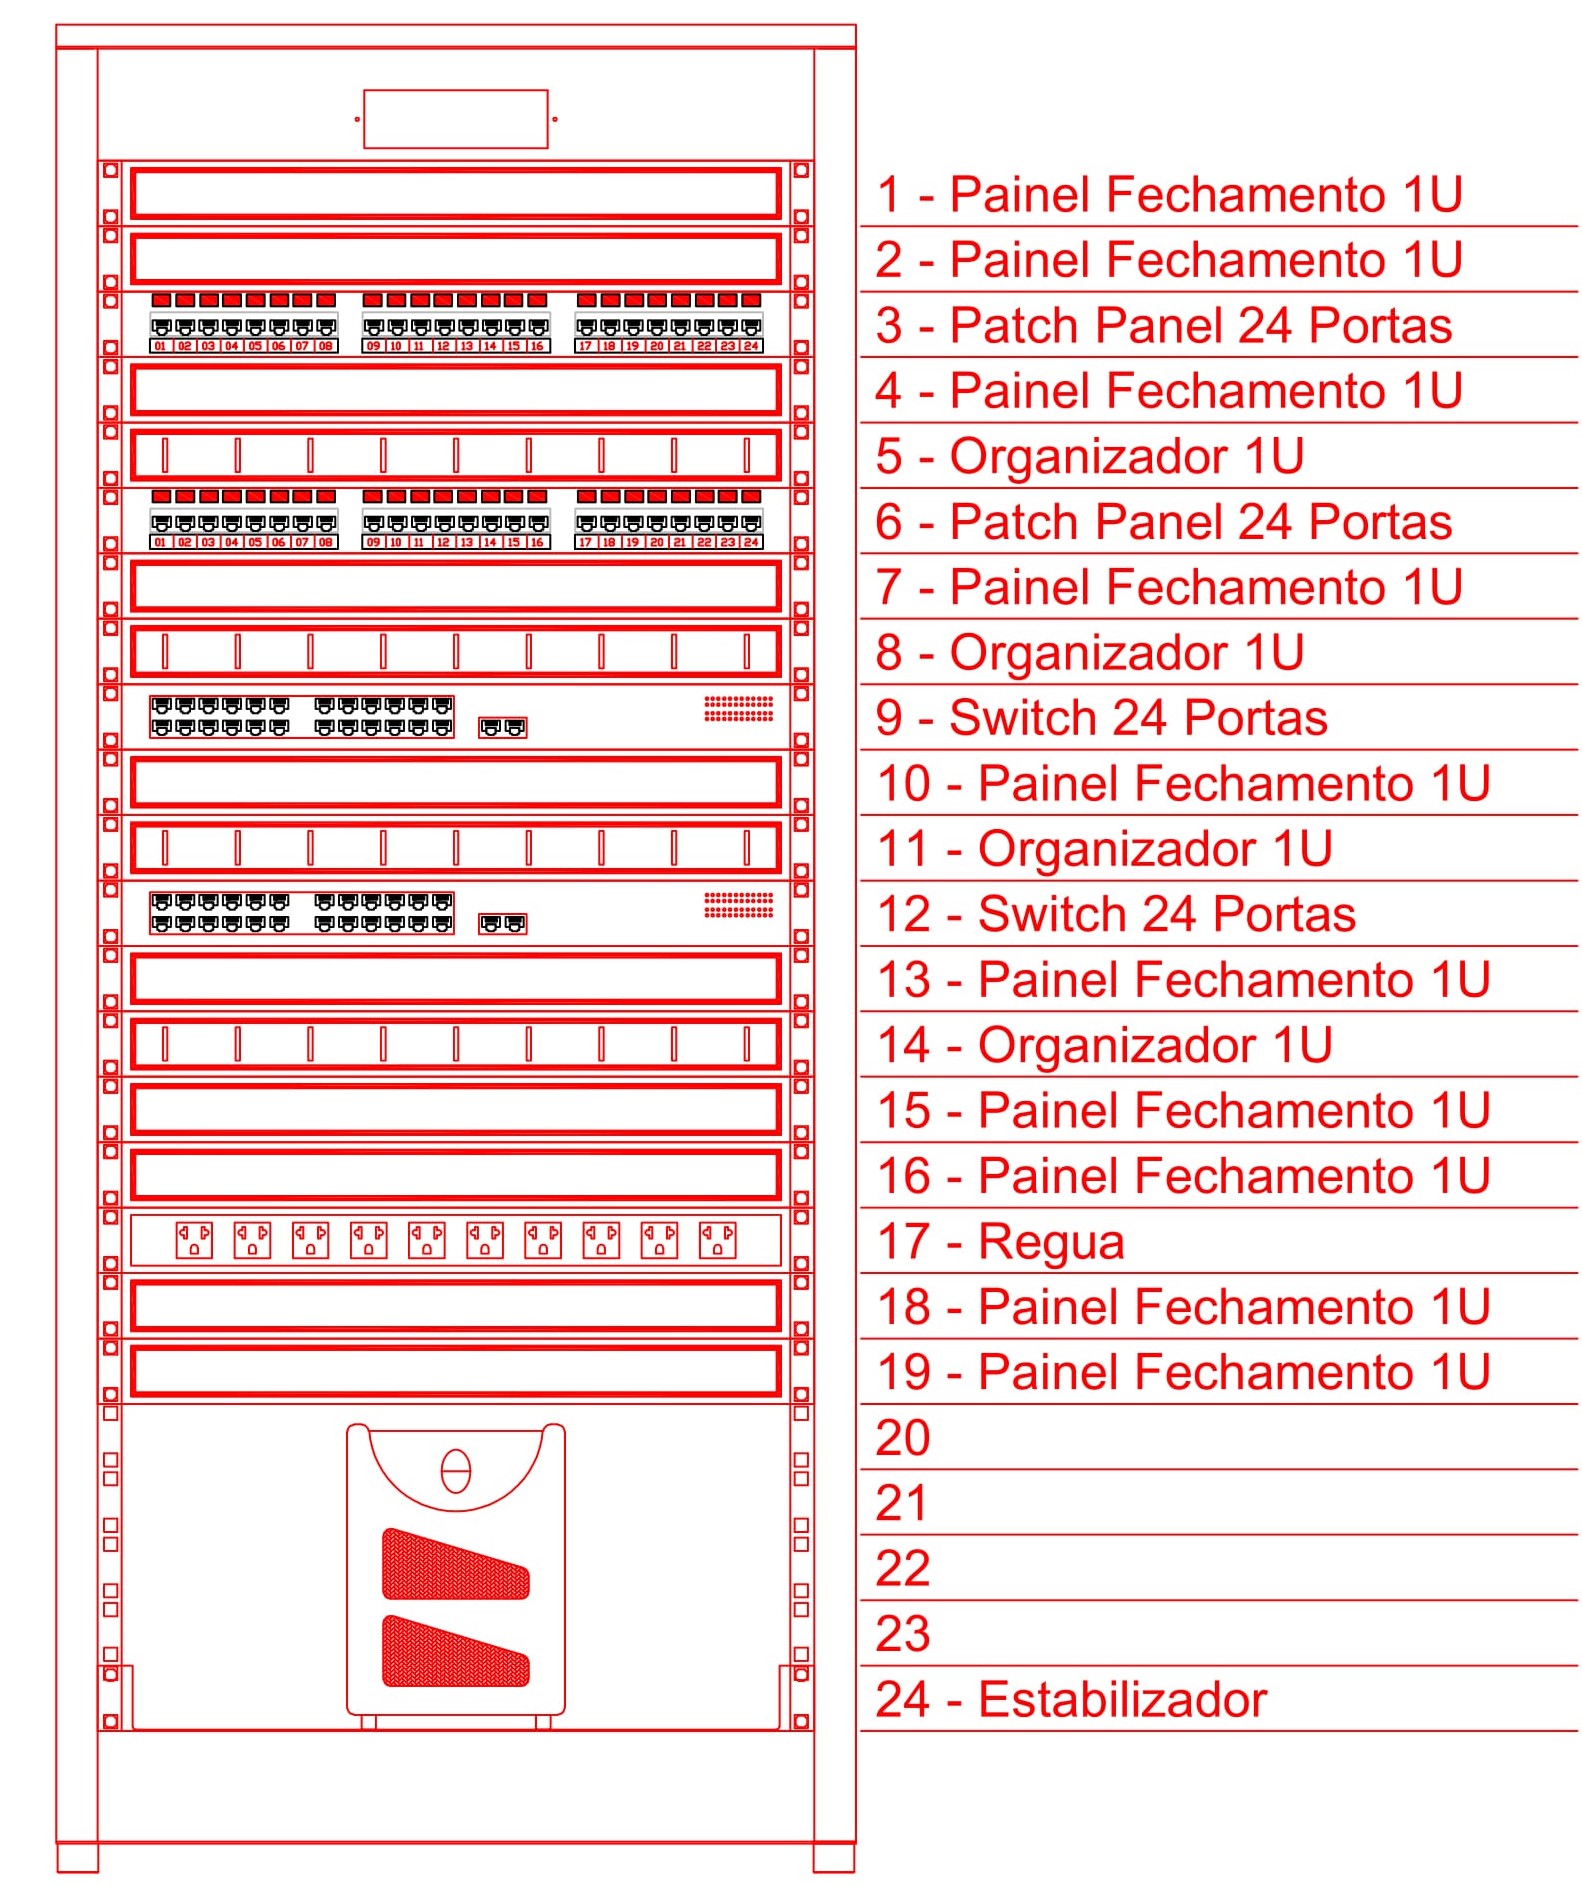 1 - Painel Fechamento 1U
2 - Painel Fechamento 1U
01 02 03 04 05 06 07 08 09 10 11 12 13 14 15 16 17 18 19 20 21 22 23 24
3 - Patch Panel 24 Portas
4 - Painel Fechamento 1U
5 - Organizador 1U
01 02 03 04 05 06 07 08 09 10 11 12 13 14 15 16 17 18 19 20 21 22 23 24
6 - Patch Panel 24 Portas
7 - Painel Fechamento 1U
8 - Organizador 1U
9 - Switch 24 Portas
10 - Painel Fechamento 1U
11 - Organizador 1U
12 - Switch 24 Portas
13 - Painel Fechamento 1U
14 - Organizador 1U
15 - Painel Fechamento 1U
16 - Painel Fechamento 1U
17 - Regua
18 - Painel Fechamento 1U
19 - Painel Fechamento 1U
20
21
22
23
24 - Estabilizador